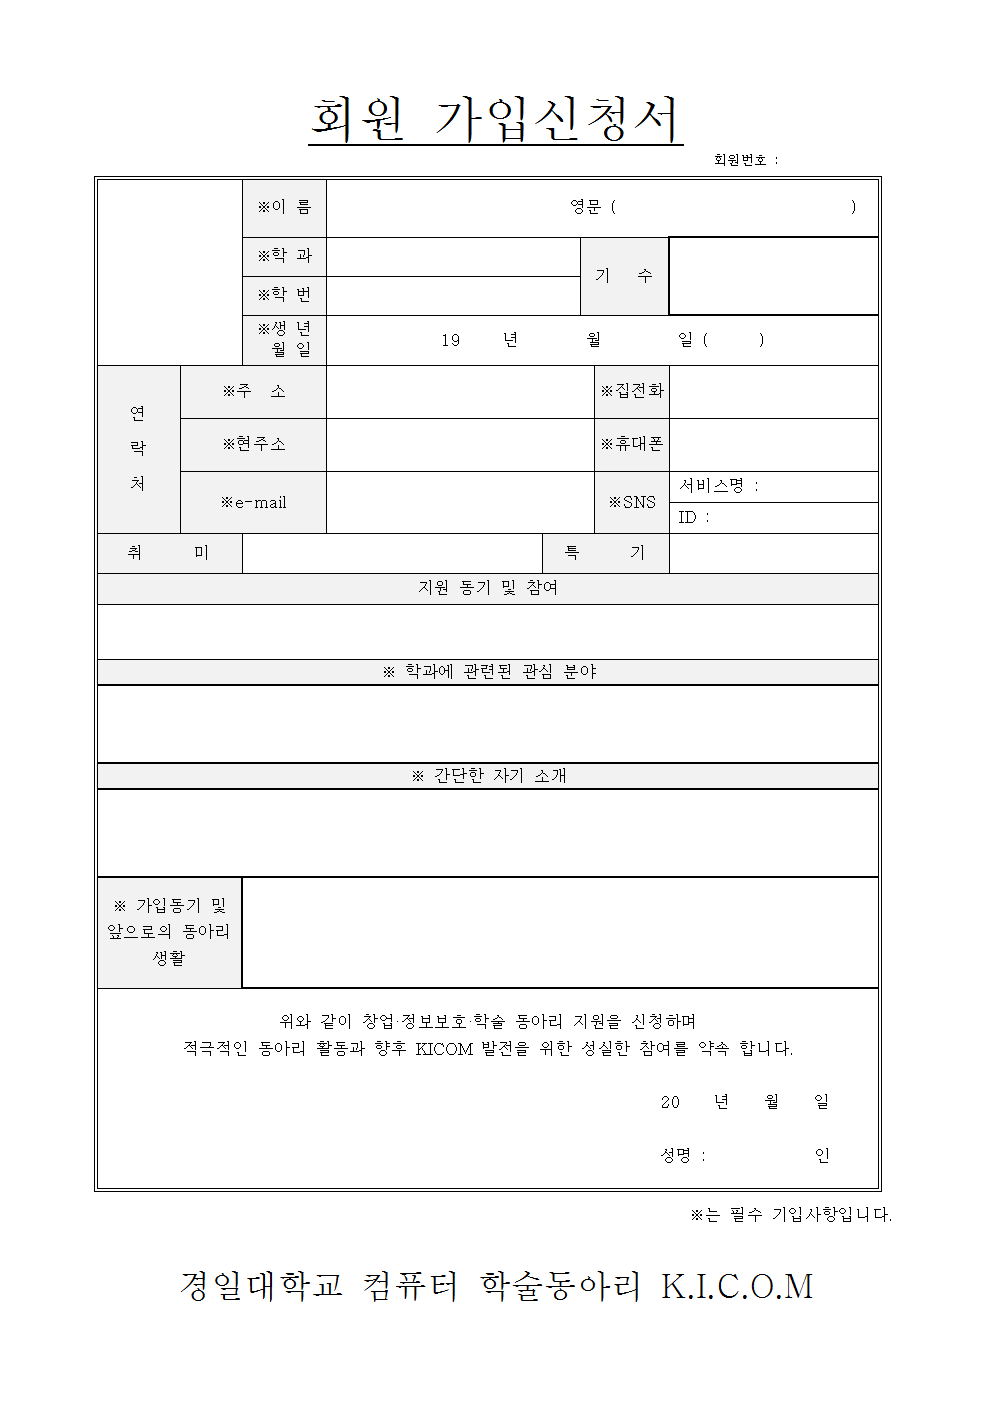 회원 가입신청서
회원번호 :
※이 름
영문 ( )
※학 과
기 수
※학 번
※생 년
월 일
19 년 월 일 ( )
연
락
처
※주 소
※집전화
※현주소
※휴대폰
※e-mail
※SNS
서비스명 :
ID :
취 미
특 기
지원 동기 및 참여
※ 학과에 관련된 관심 분야
※ 간단한 자기 소개
※ 가입동기 및
앞으로의 동아리
생활
위와 같이 창업·정보보호·학술 동아리 지원을 신청하며
적극적인 동아리 활동과 향후 KICOM 발전을 위한 성실한 참여를 약속 합니다.
20 년 월 일
성명 : 인
※는 필수 기입사항입니다.
경일대학교 컴퓨터 학술동아리 K.I.C.O.M